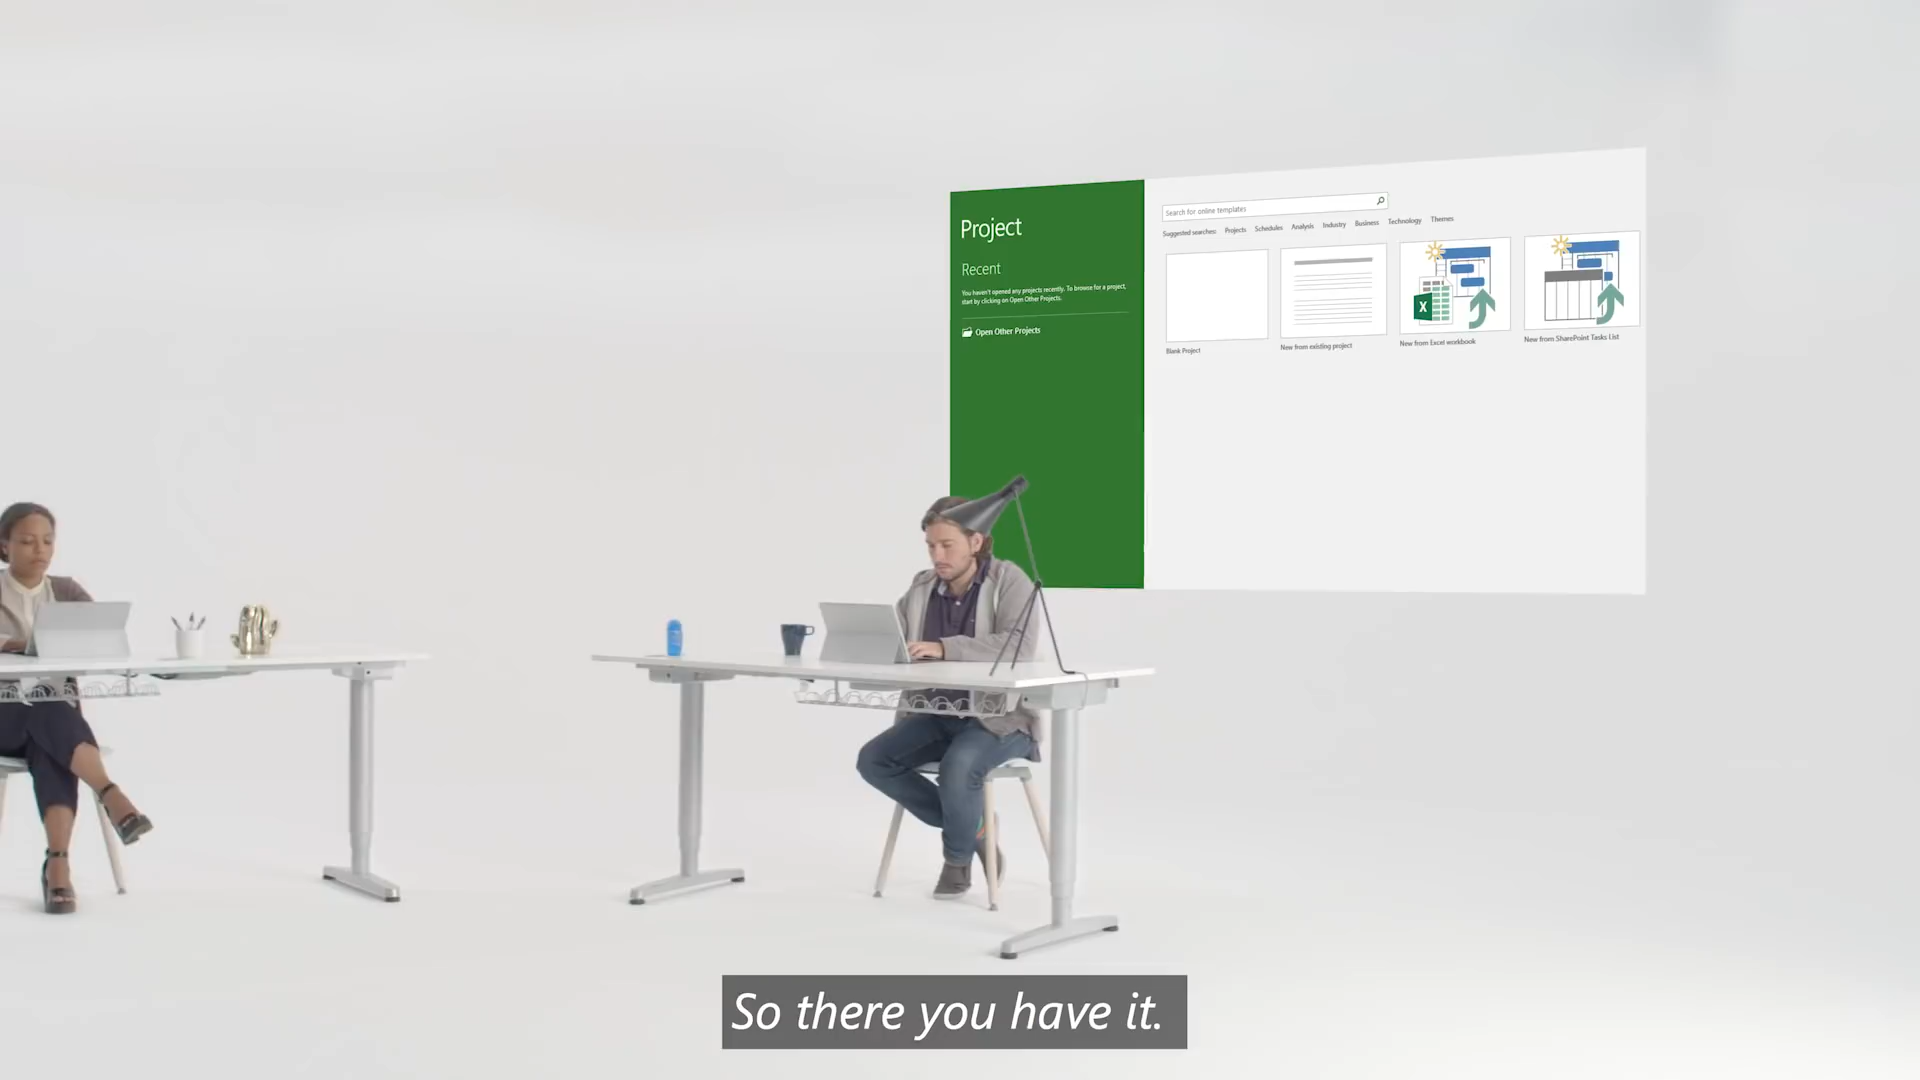 Project
Recent
You haven't opened any projects recently. To browse for a project,
start by clicking on Open Other Projects.
Open Other Projects
Search for online templates
Suggested searches: Projects Schedules Analysis Industry Business Technology Themes
X
Blank Project
New from existing project
New from Excel workbook
New from SharePoint Tasks List
So there you have it.